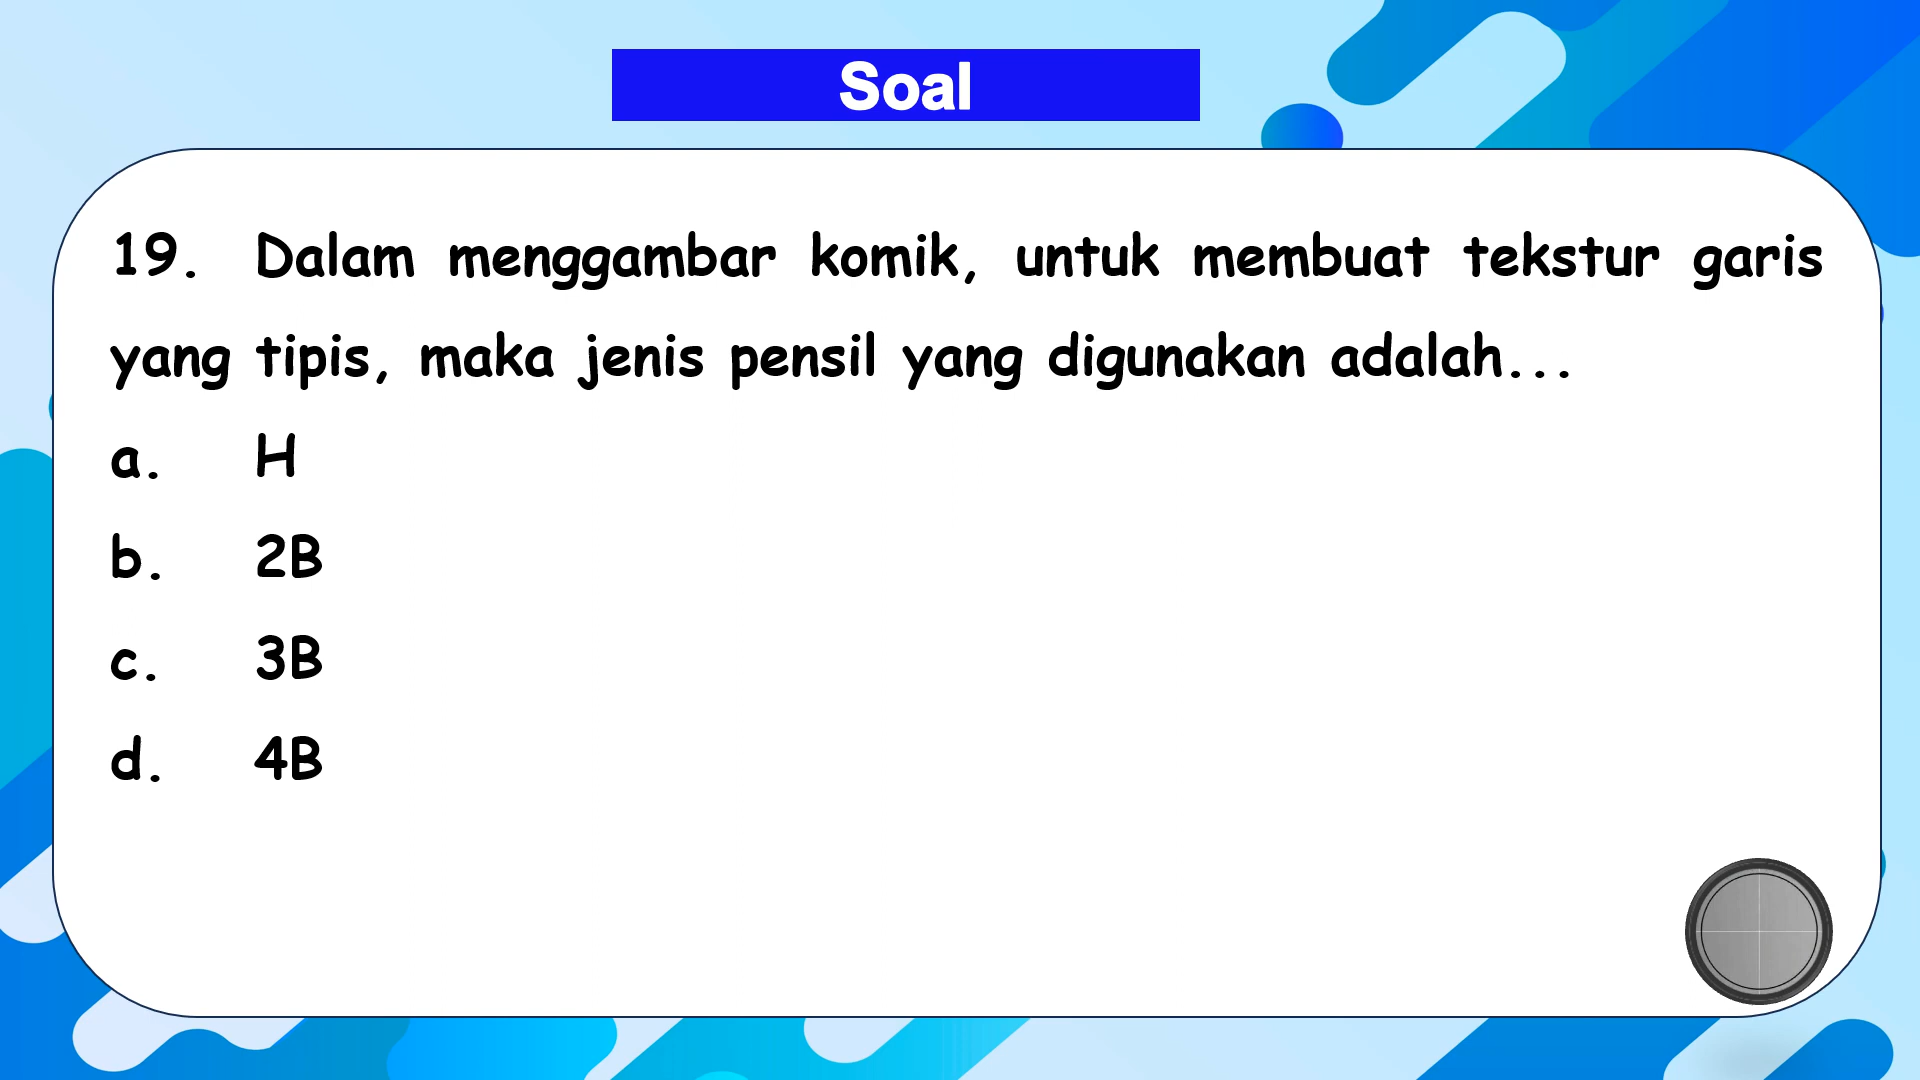 Soal
19. Dalam menggambar komik, untuk membuat tekstur garis
yang tipis, maka jenis pensil yang digunakan adalah...
a. H
b. 2B
c. 3B
d. 4B